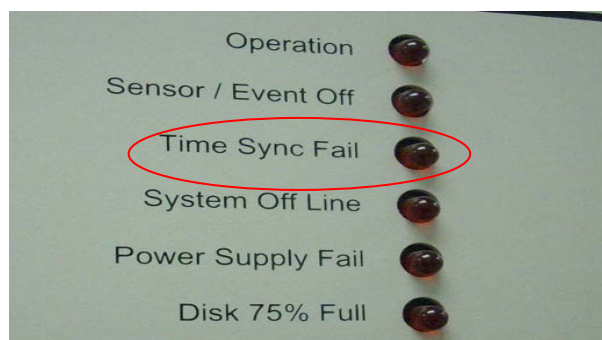 Operation
Sensor / Event Off
Time Sync Fail
System Off Line
Power Supply Fail
Disk 75% Full